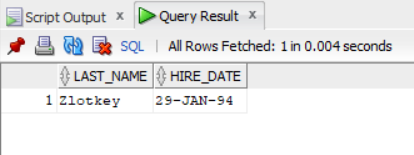 Script Output x Query Result x
SQL | All Rows Fetched: 1 in 0.004 seconds
LAST_NAME HIRE_DATE
1 Zlotkey 29-JAN-94